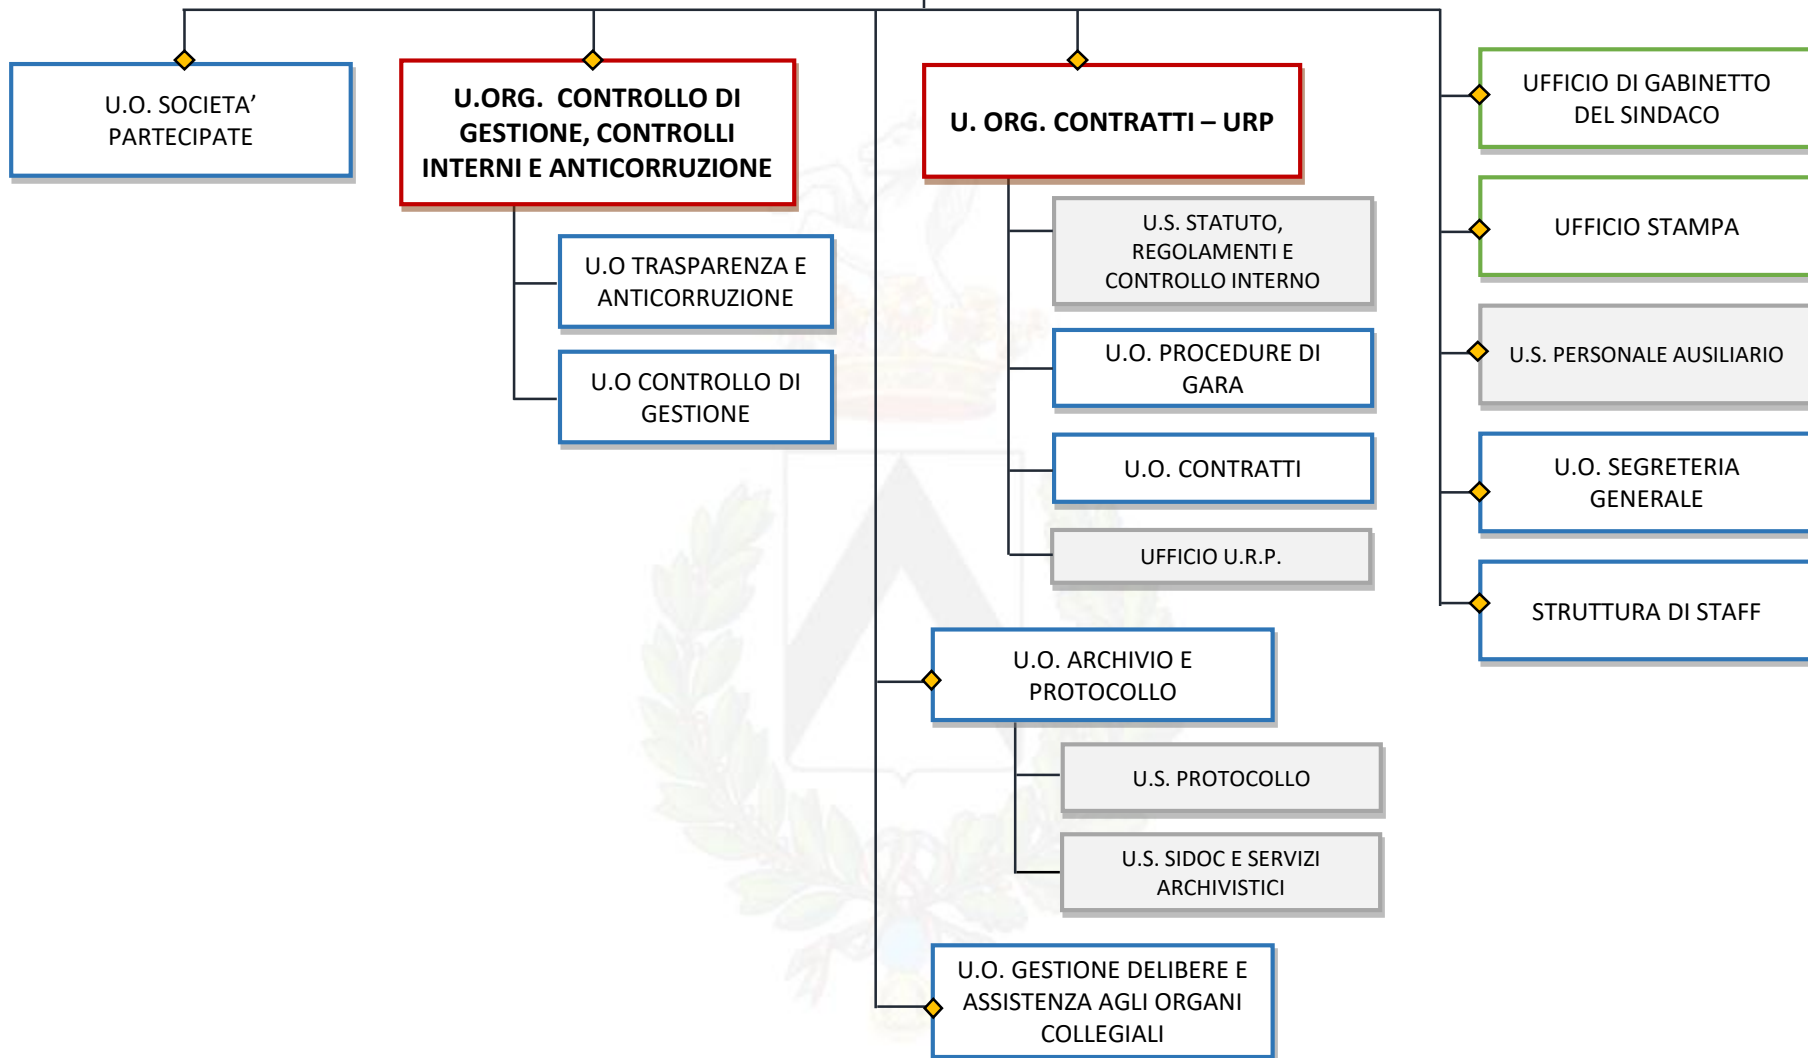 U.O. SOCIETA’
PARTECIPATE
U.ORG. CONTROLLO DI
GESTIONE, CONTROLLI
INTERNI E ANTICORRUZIONE
U.O TRASPARENZA E
ANTICORRUZIONE
U.O CONTROLLO DI
GESTIONE
U. ORG. CONTRATTI – URP
U.S. STATUTO,
REGOLAMENTI E
CONTROLLO INTERNO
U.O. PROCEDURE DI
GARA
U.O. CONTRATTI
UFFICIO U.R.P.
U.O. ARCHIVIO E
PROTOCOLLO
U.S. PROTOCOLLO
U.S. SIDOC E SERVIZI
ARCHIVISTICI
U.O. GESTIONE DELIBERE E
ASSISTENZA AGLI ORGANI
COLLEGIALI
UFFICIO DI GABINETTO
DEL SINDACO
UFFICIO STAMPA
U.S. PERSONALE AUSILIARIO
U.O. SEGRETERIA
GENERALE
STRUTTURA DI STAFF